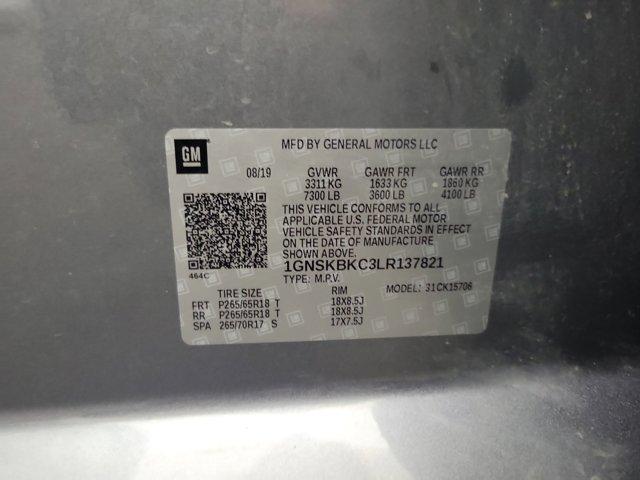 MFD BY GENERAL MOTORS LLC
GM
08/19 GVWR GAWR FRT GAWR RR
3311 KG 1633 KG 1860 KG
7300 LB 3600 LB 4100 LB
THIS VEHICLE CONFORMS TO ALL
APPLICABLE U.S. FEDERAL MOTOR
VEHICLE SAFETY STANDARDS IN EFFECT
ON THE DATE OF MANUFACTURE
SHOWN ABOVE.
1GNSKBKC3LR137821
464C
TYPE: M.P.V. MODEL: 31CK15706
TIRE SIZE RIM
FRT P265/65R18 T 18X8.5J
RR P265/65R18 T 18X8.5J
SPA 265/70R17 S 17X7.5J